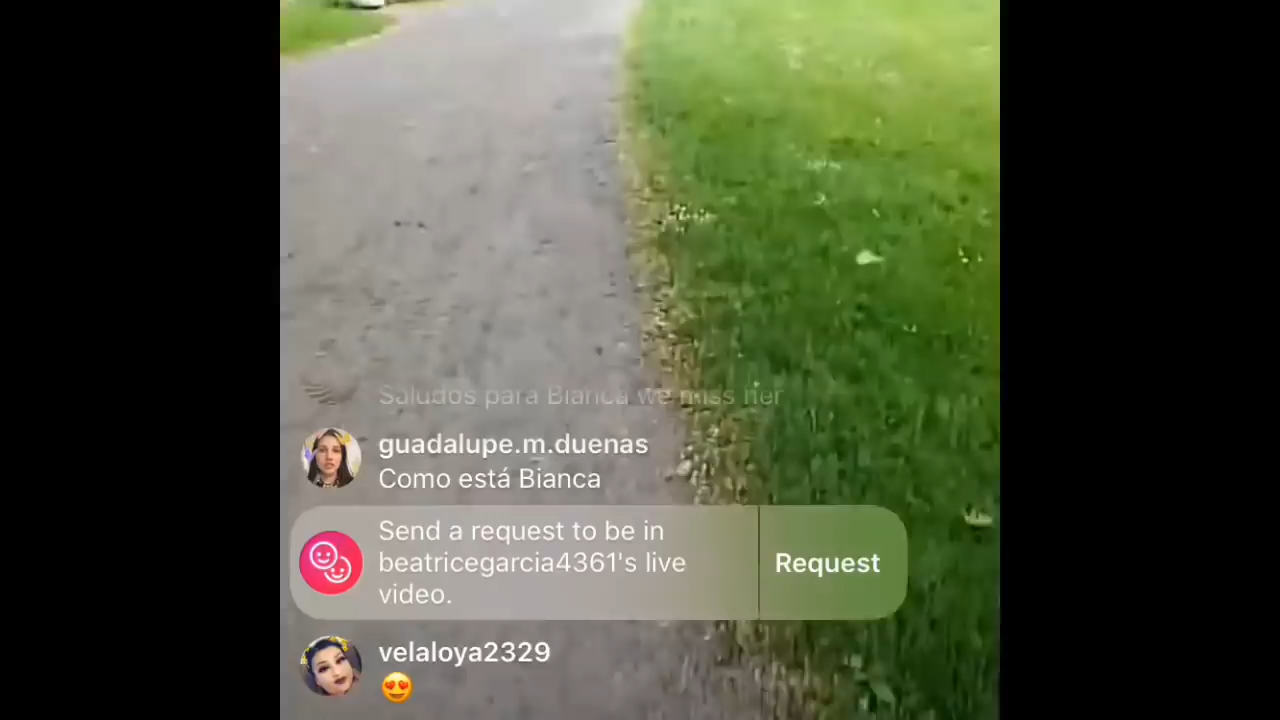 Saludos para Bianca we miss her
guadalupe.m.duenas
Como está Bianca
Send a request to be in
beatricegarcia4361's live
video.
Request
velaloya2329
😍